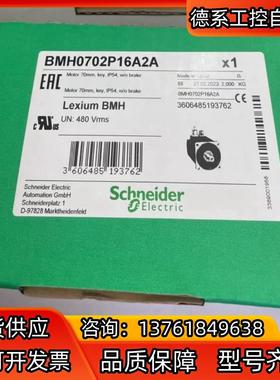 德系工控自
BMH0702P16A2A
x1
Motor 70mm, key, IP54, w/o brake
Motor 70mm, key, IP54, w/o brake
EAC
Lexium BMH
UN: 480 Vrms
BMH0702P16A2A
3606485193762
3 606485 193762
Schneider Electric
Automation GmbH
Schneiderplatz 1
D-97828 Marktheidenfeld
Schneider
Electric
货供应
咨询:13761849638
可开发票
品质保障
型号齐